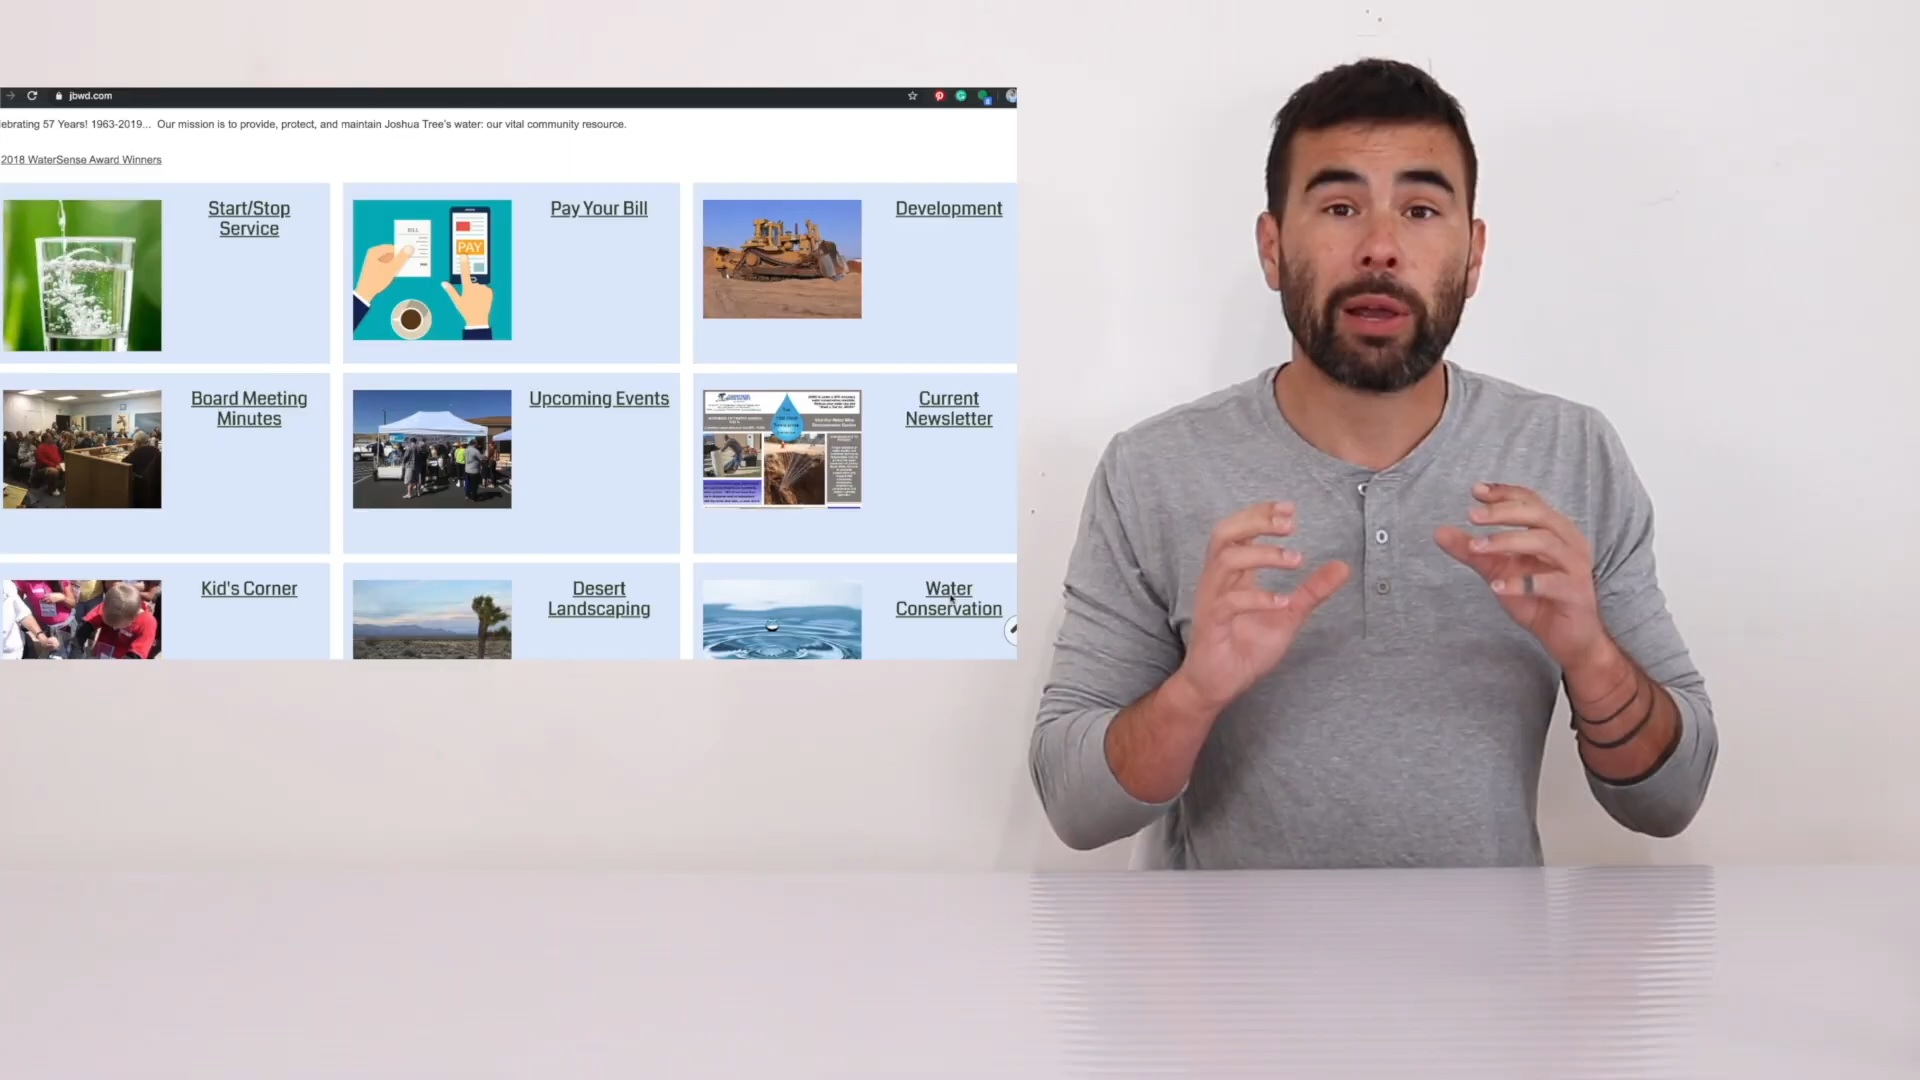 jbwd.com
lebrating 57 Years! 1963-2019... Our mission is to provide, protect, and maintain Joshua Tree's water: our vital community resource.
2018 WaterSense Award Winners
Start/Stop
Service
BILL
PAY
Pay Your Bill
Development
Board Meeting
Minutes
Upcoming Events
Current
Newsletter
Kid's Corner
Desert
Landscaping
Water
Conservation